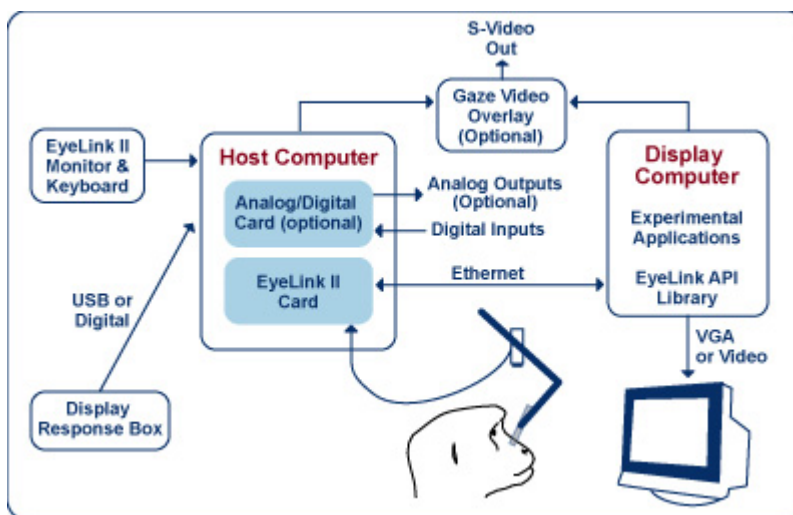 S-Video
Out
Gaze Video
Overlay
(Optional)
EyeLink II
Monitor &
Keyboard
Host Computer
Analog/Digital
Card (optional)
Analog Outputs
(Optional)
Digital Inputs
EyeLink II
Card
Ethernet
Display
Computer
Experimental
Applications
EyeLink API
Library
USB or
Digital
VGA
or Video
Display
Response Box